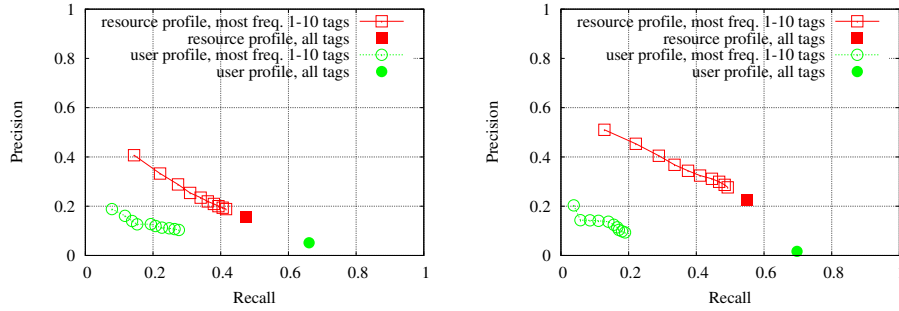 1
0.8
0.6
0.4
0.2
0
Precision
resource profile, most freq. 1-10 tags
resource profile, all tags
user profile, most freq. 1-10 tags
user profile, all tags
0 0.2 0.4 0.6 0.8 1
Recall
1
0.8
0.6
0.4
0.2
0
Precision
resource profile, most freq. 1-10 tags
resource profile, all tags
user profile, most freq. 1-10 tags
user profile, all tags
0 0.2 0.4 0.6 0.8
Recall